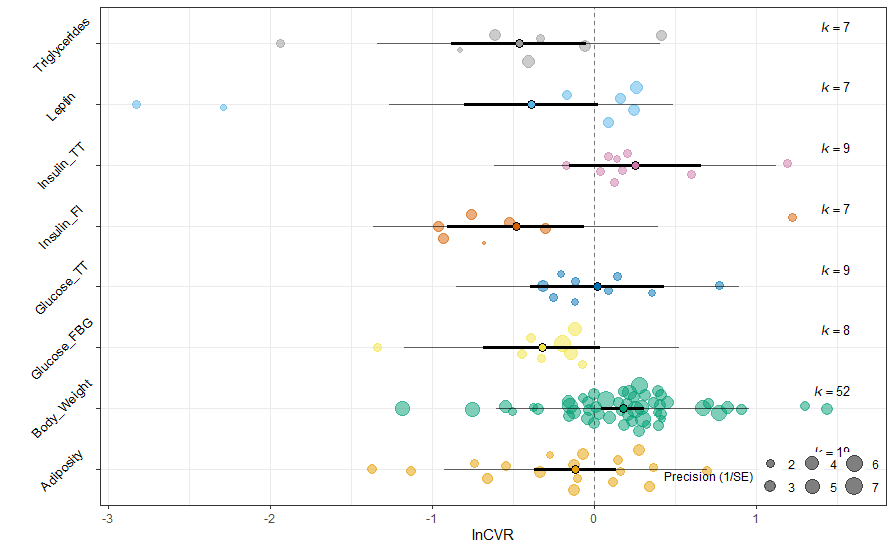 Triglycerides
k = 7
Leptin
k = 7
Insulin_TT
k = 9
Insulin_FI
k = 7
Glucose_TT
k = 9
Glucose_FBG
k = 8
Body_Weight
k = 52
Adiposity
Precision (1/SE)
2 4 6
3 5 7
-3 -2 -1 0 1
lnCVR